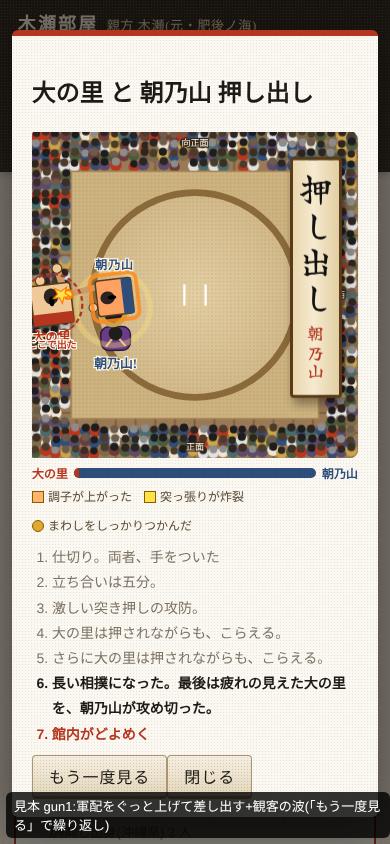 木瀬部屋 親方 木瀬(元・肥後ノ海)
大の里 と 朝乃山 押し出し
向正面
押し出し 朝乃山
朝乃山
大の里
ここで出た
朝乃山!
正面
大の里 朝乃山
調子が上がった 突っ張りが炸裂
まわしをしっかりつかんだ
1. 仕切り。両者、手をついた
2. 立ち合いは五分。
3. 激しい突き押しの攻防。
4. 大の里は押されながらも、こらえる。
5. さらに大の里は押されながらも、こらえる。
6. 長い相撲になった。最後は疲れの見えた大の里
を、朝乃山が攻め切った。
7. 館内がどよめく
もう一度見る 閉じる
見本 gun1:軍配をぐっと上げて差し出す+観客の波(「もう一度見
る」で繰り返し)